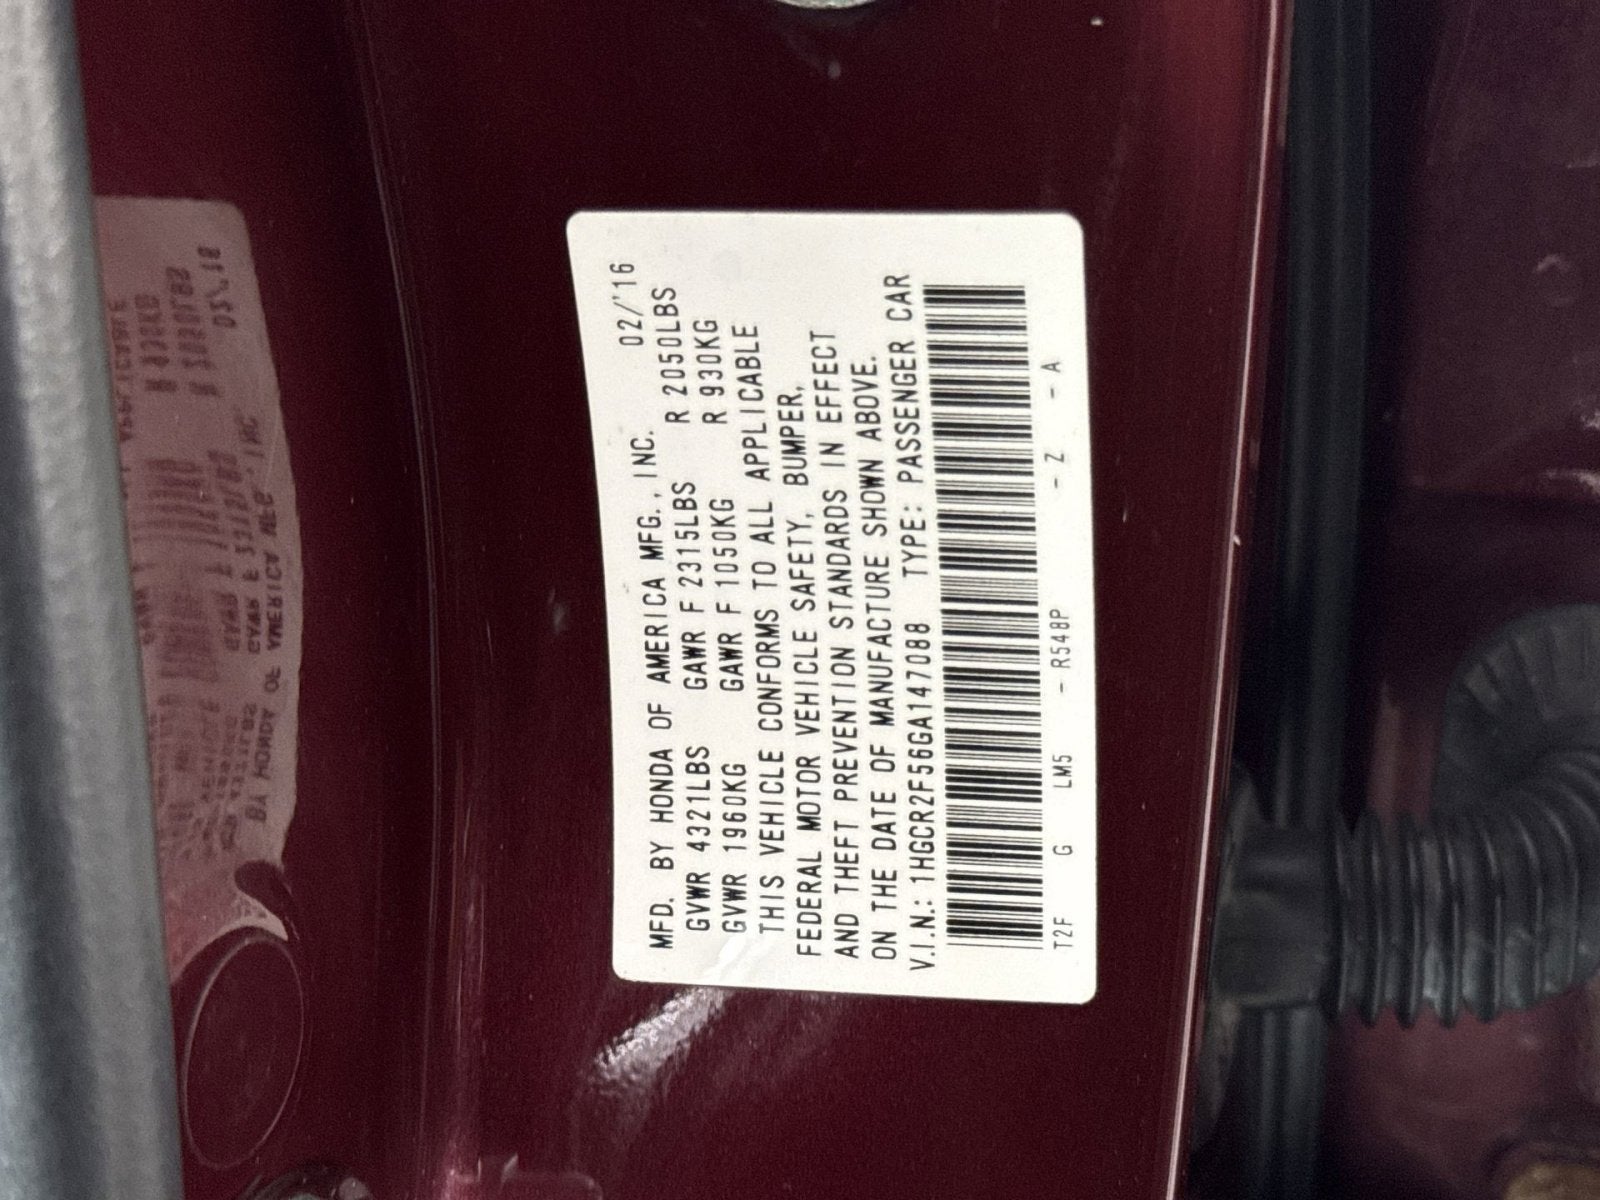 MFD. BY HONDA OF AMERICA MFG., INC. 02/'16
GVWR 4321LBS GAWR F 2315LBS R 2050LBS
GVWR 1960KG GAWR F 1050KG R 930KG
THIS VEHICLE CONFORMS TO ALL APPLICABLE
FEDERAL MOTOR VEHICLE SAFETY, BUMPER,
AND THEFT PREVENTION STANDARDS IN EFFECT
ON THE DATE OF MANUFACTURE SHOWN ABOVE.
V.I.N.: 1HGCR2F56GA147088 TYPE: PASSENGER CAR
T2F G LM5 - R548P - Z - A